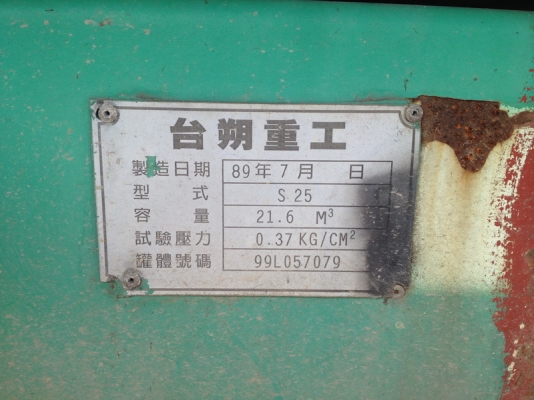 台朔重工
製造日期 89年7月 日
型式 S 25
容量 21.6 M³
試驗壓力 0.37 KG/CM²
罐體號碼 99L057079